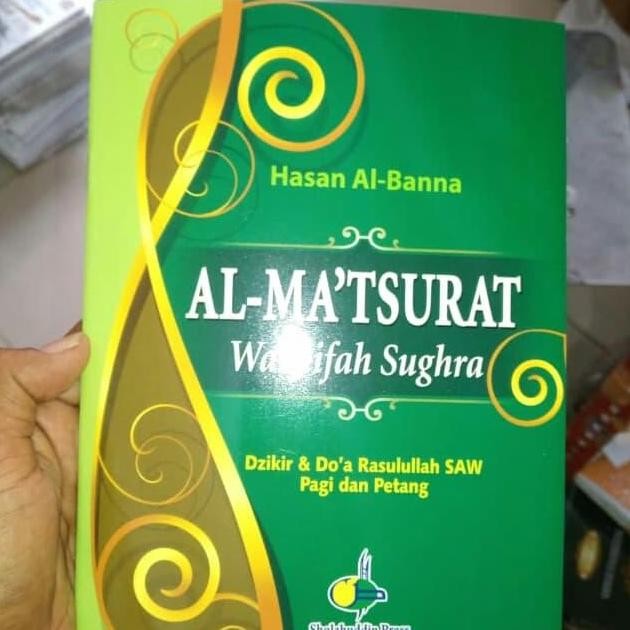 Hasan Al-Banna
AL-MA'TSURAT
Sughra
Dzikir & Do'a Rasulullah SAW
Pagi dan Petang